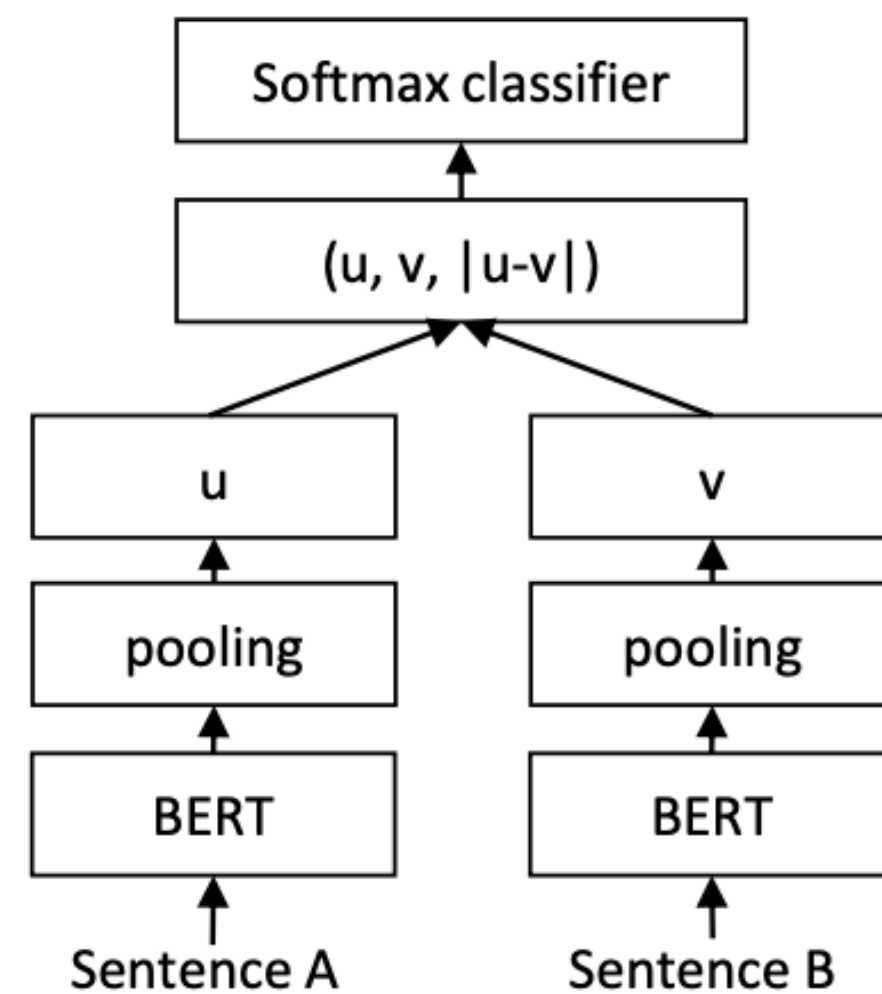 Softmax classifier
(u, v, |u-v|)
u
v
pooling
pooling
BERT
BERT
Sentence A
Sentence B